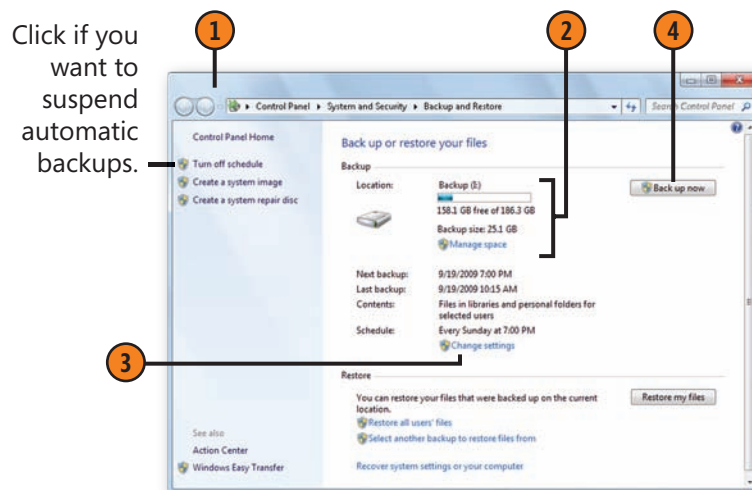 Click if you
want to
suspend
automatic
backups.
1
2
4
Control Panel ▸ System and Security ▸ Backup and Restore
Search Control Panel
Control Panel Home
Turn off schedule
Create a system image
Create a system repair disc
Back up or restore your files
Backup
Location: Backup (I:)
158.1 GB free of 186.3 GB
Backup size: 25.1 GB
Manage space
Back up now
Next backup: 9/19/2009 7:00 PM
Last backup: 9/19/2009 10:15 AM
Contents: Files in libraries and personal folders for
selected users
Schedule: Every Sunday at 7:00 PM
Change settings
3
Restore
You can restore your files that were backed up on the current
location.
Restore my files
Restore all users' files
Select another backup to restore files from
Recover system settings or your computer
See also
Action Center
Windows Easy Transfer